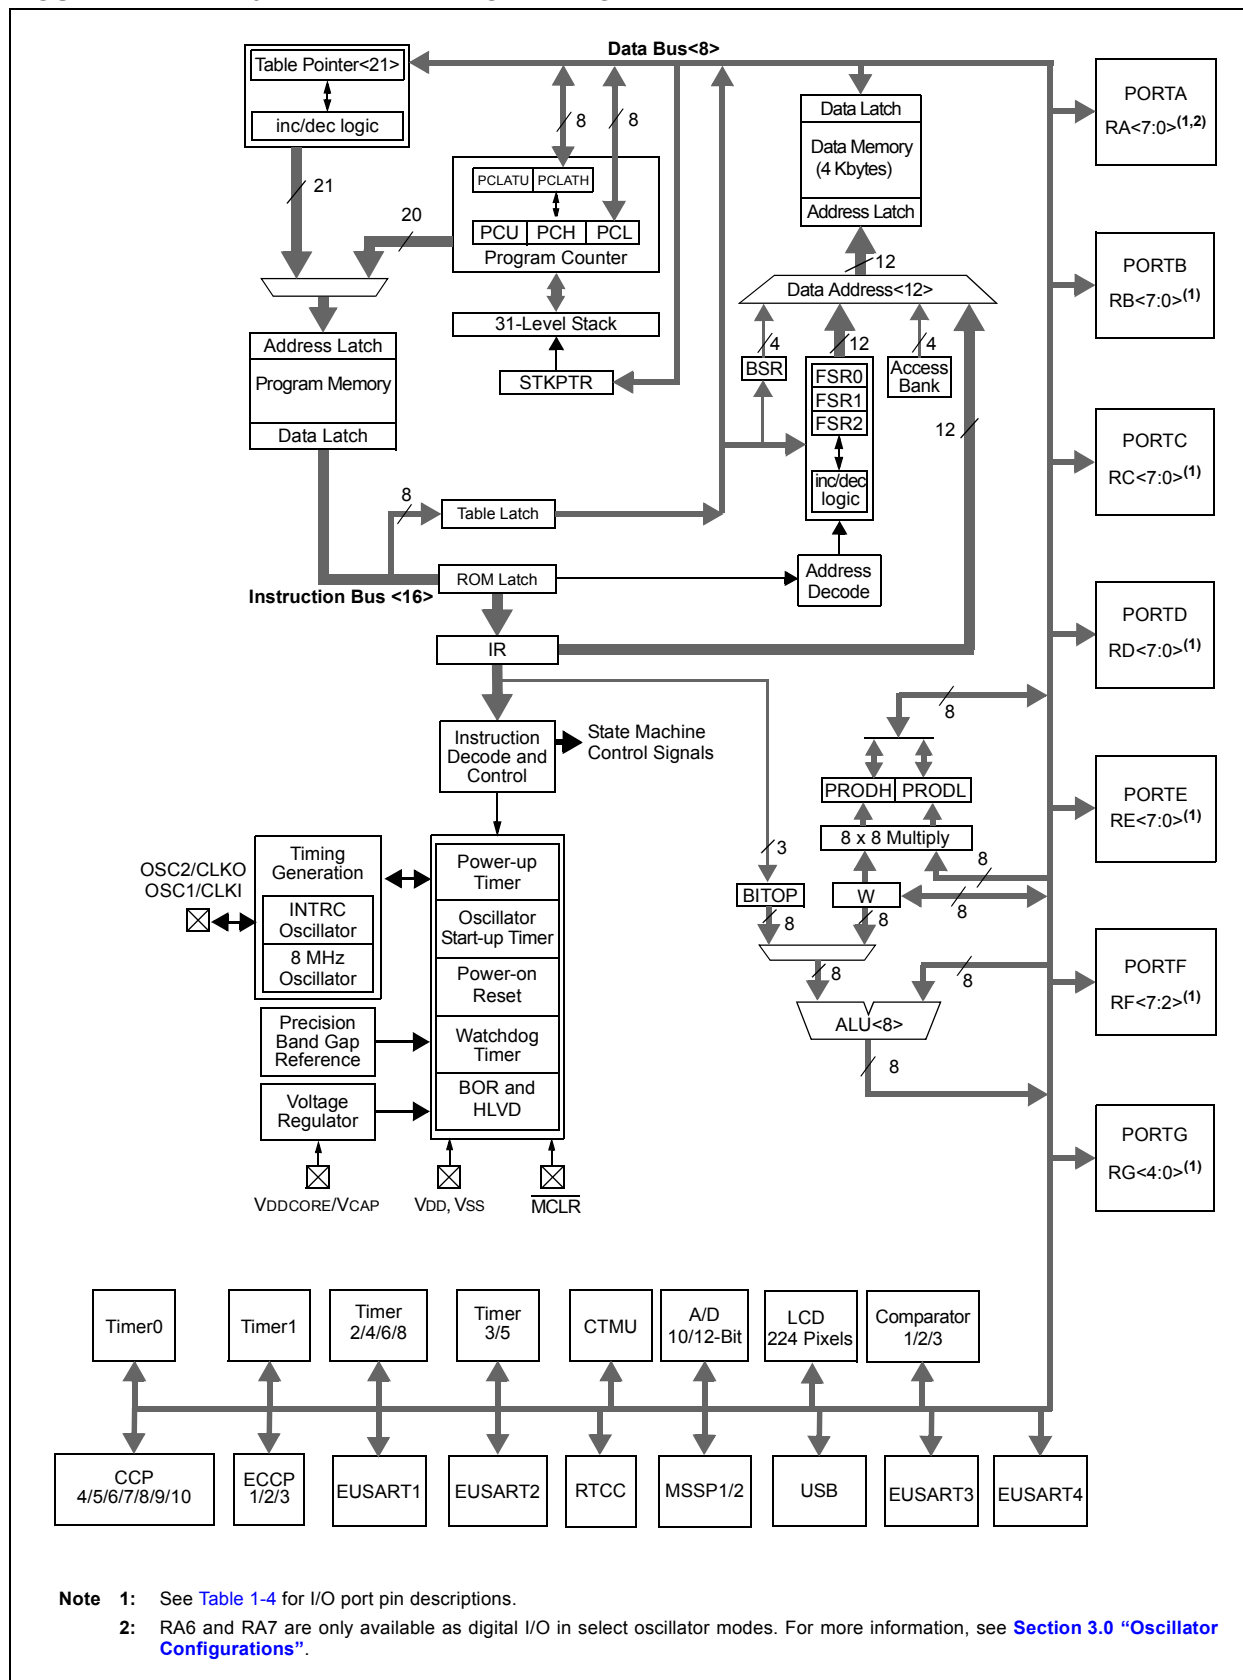 Data Bus<8>
Table Pointer<21>
inc/dec logic
21
20
8
8
PCLATU PCLATH
PCU PCH PCL
Program Counter
31-Level Stack
STKPTR
Data Latch
Data Memory
(4 Kbytes)
Address Latch
12
Data Address<12>
4
12
4
BSR
FSR0
FSR1
FSR2
inc/dec
logic
Access
Bank
12
Address Latch
Program Memory
Data Latch
8
Table Latch
ROM Latch
Instruction Bus <16>
Address
Decode
IR
Instruction
Decode and
Control
State Machine
Control Signals
8
PRODH PRODL
8 x 8 Multiply
3
8
BITOP
W
8
8
8
8
8
ALU<8>
8
OSC2/CLKO
OSC1/CLKI
Timing
Generation
INTRC
Oscillator
8 MHz
Oscillator
Precision
Band Gap
Reference
Voltage
Regulator
Power-up
Timer
Oscillator
Start-up Timer
Power-on
Reset
Watchdog
Timer
BOR and
HLVD
VDDCORE/VCAP
VDD, VSS
MCLR
PORTA
RA<7:0>(1,2)
PORTB
RB<7:0>(1)
PORTC
RC<7:0>(1)
PORTD
RD<7:0>(1)
PORTE
RE<7:0>(1)
PORTF
RF<7:2>(1)
PORTG
RG<4:0>(1)
Timer0
Timer1
Timer
2/4/6/8
Timer
3/5
CTMU
A/D
10/12-Bit
LCD
224 Pixels
Comparator
1/2/3
CCP
4/5/6/7/8/9/10
ECCP
1/2/3
EUSART1
EUSART2
RTCC
MSSP1/2
USB
EUSART3
EUSART4
Note 1: See Table 1-4 for I/O port pin descriptions.
2: RA6 and RA7 are only available as digital I/O in select oscillator modes. For more information, see Section 3.0 “Oscillator
Configurations”.